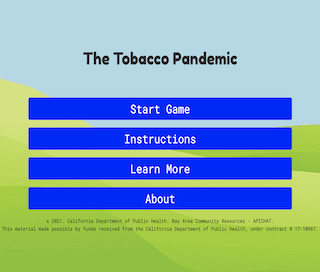 The Tobacco Pandemic
Start Game
Instructions
Learn More
About
© 2021. California Department of Public Health. Bay Area Community Resources - APICHAT.
This material made possible by funds received from the California Department of Public Health, under contract # 17-10967.